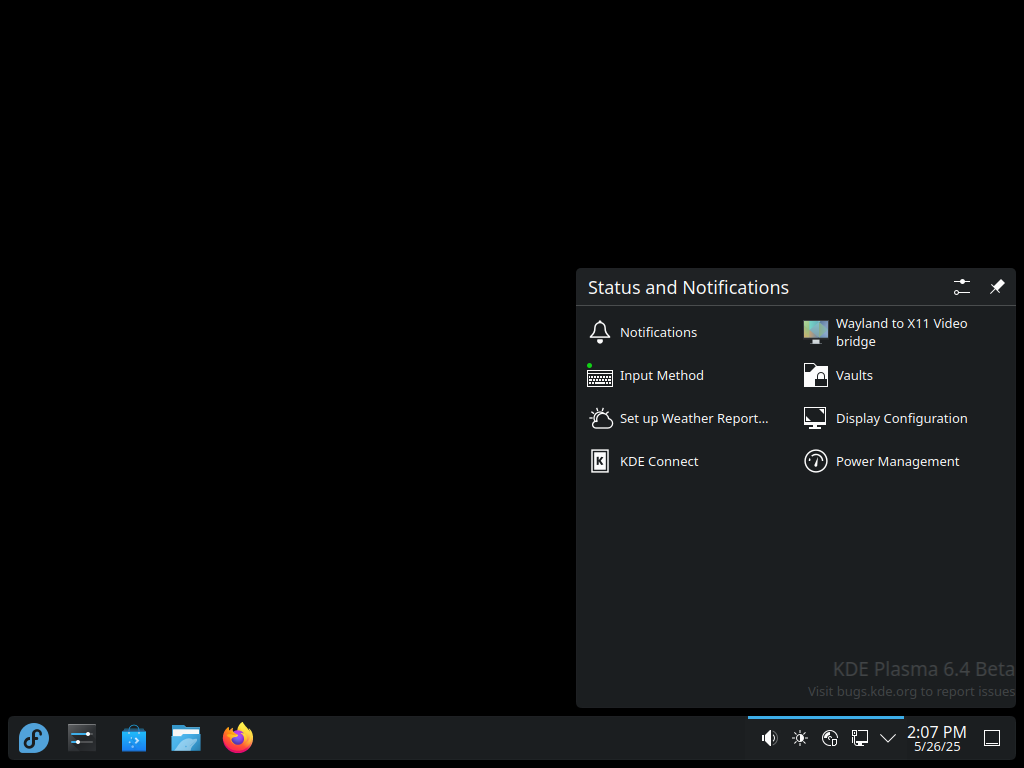 Status and Notifications
Notifications
Wayland to X11 Video
bridge
Input Method
Vaults
Set up Weather Report…
Display Configuration
K
KDE Connect
Power Management
KDE Plasma 6.4 Beta
Visit bugs.kde.org to report issues
2:07 PM
5/26/25